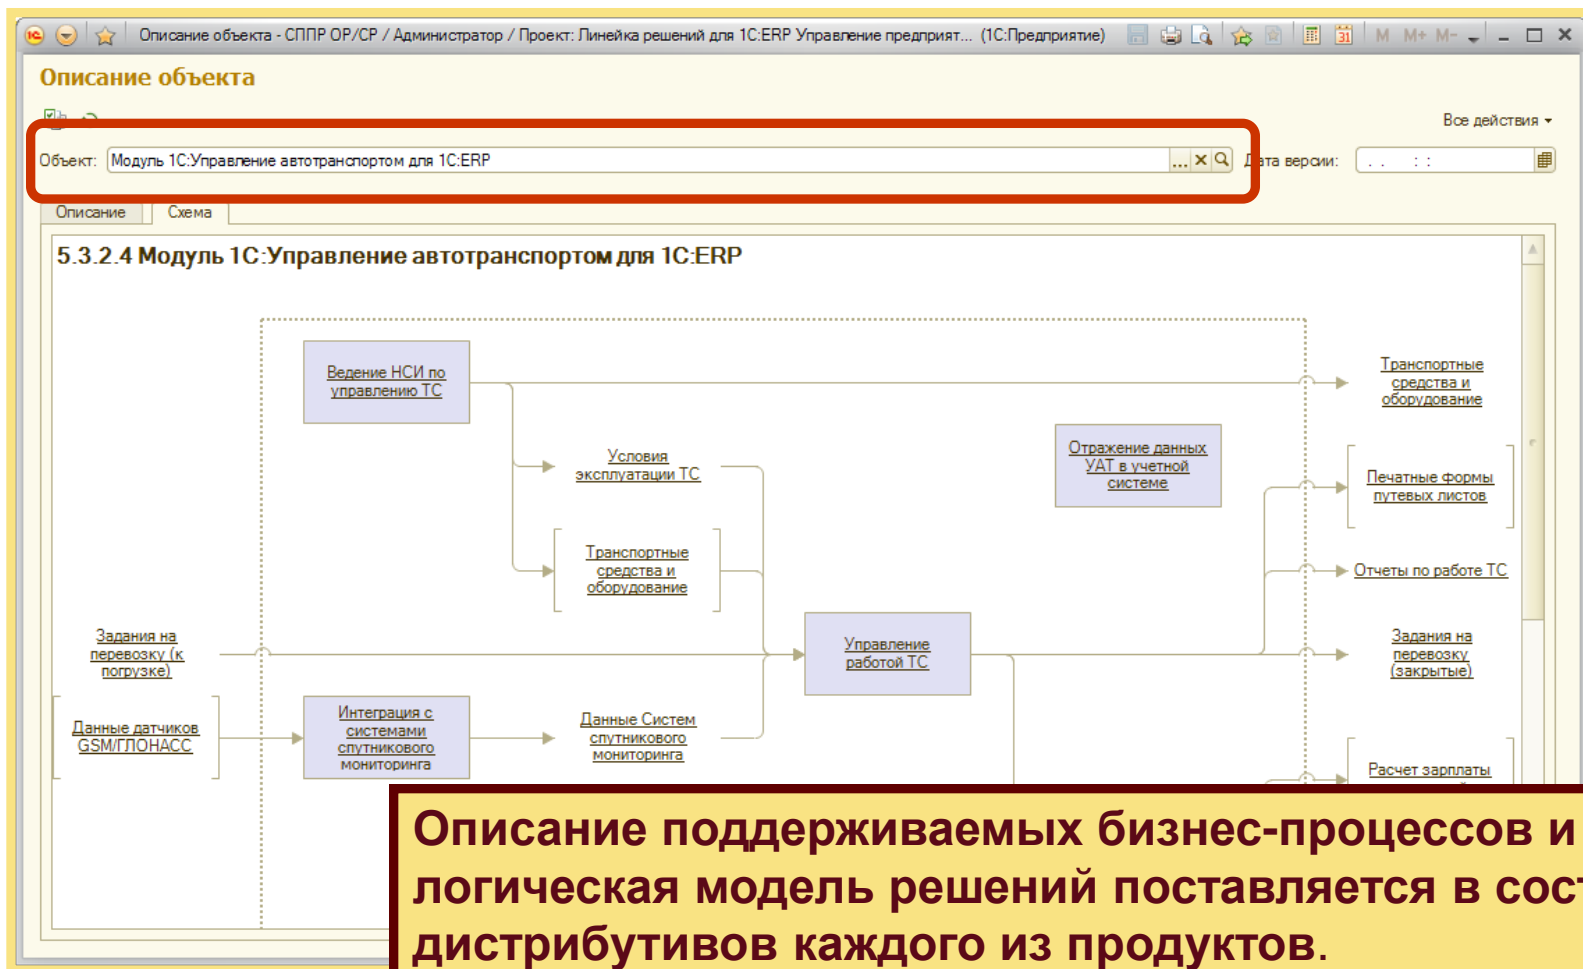 Описание объекта - СППР ОР/СР / Администратор / Проект: Линейка решений для 1С:ERP Управление предприят... (1С:Предприятие)
31 M M+ M-
Описание объекта
Все действия
Объект: Модуль 1С:Управление автотранспортом для 1С:ERP ... Дата версии: . . : :
Описание Схема
5.3.2.4 Модуль 1С:Управление автотранспортом для 1С:ERP
Ведение НСИ по
управлению ТС
Транспортные
средства и
оборудование
Условия
эксплуатации ТС
Отражение данных
УАТ в учетной
системе
Печатные формы
путевых листов
Транспортные
средства и
оборудование
Отчеты по работе ТС
Задания на
перевозку (к
погрузке)
Управление
работой ТС
Задания на
перевозку
(закрытые)
Данные датчиков
GSM/ГЛОНАСС
Интеграция с
системами
спутникового
мониторинга
Данные Систем
спутникового
мониторинга
Расчет зарплаты
Описание поддерживаемых бизнес-процессов и
логическая модель решений поставляется в
дистрибутивов каждого из продуктов.